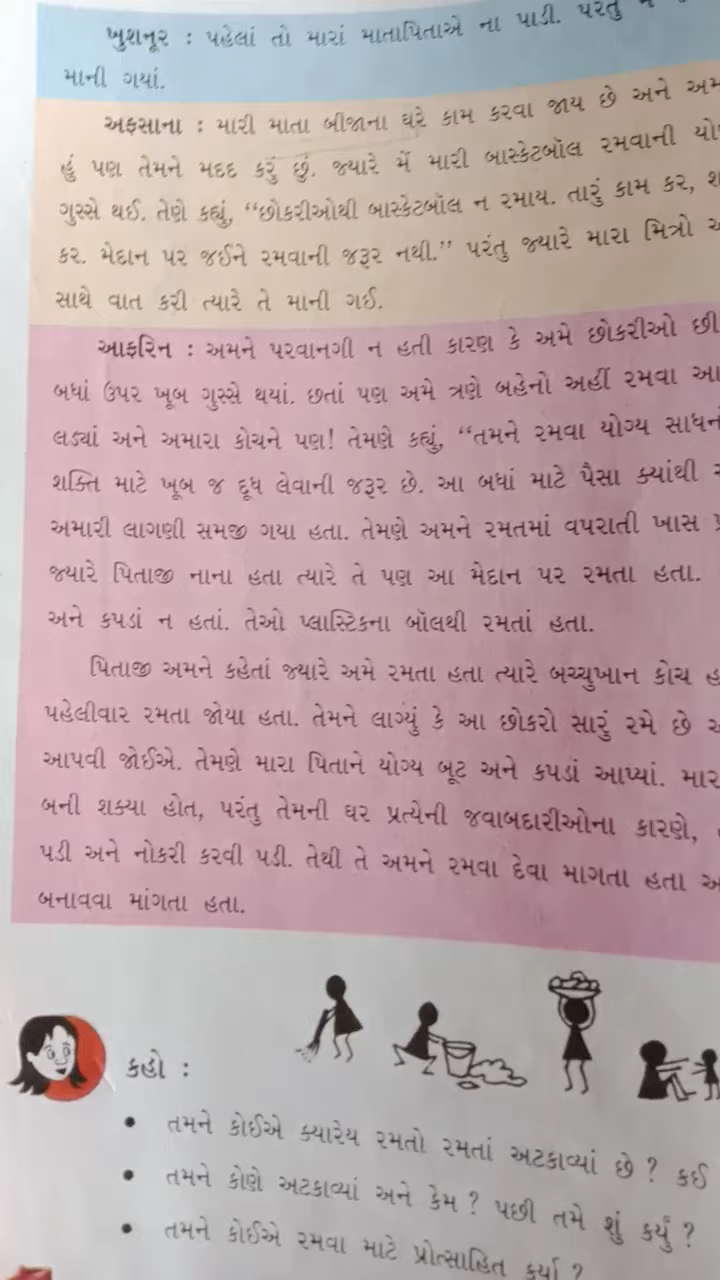 ખુશનૂર : પહેલાં તો મારાં માતાપિતાએ ના પાડી. પરંતુ
માની ગયાં.
અફસાના : મારી માતા બીજાના ઘરે કામ કરવા જાય છે અને
હું પણ તેમને મદદ કરું છું. જ્યારે મેં મારી બાસ્કેટબૉલ રમવાની
ગુસ્સે થઈ. તેણે કહ્યું, “છોકરીઓથી બાસ્કેટબૉલ ન રમાય. તારું કામ કર,
કર. મેદાન પર જઈને રમવાની જરૂર નથી.” પરંતુ જ્યારે મારા મિત્રો
સાથે વાત કરી ત્યારે તે માની ગઈ.
આફરિન : અમને પરવાનગી ન હતી કારણ કે અમે છોકરીઓ
બધાં ઉપર ખૂબ ગુસ્સે થયાં. છતાં પણ અમે ત્રણે બહેનો અહીં રમવા
લડ્યાં અને અમારા કોચને પણ! તેમણે કહ્યું, “તમને રમવા યોગ્ય
શક્તિ માટે ખૂબ જ દૂધ લેવાની જરૂર છે. આ બધાં માટે પૈસા ક્યાંથી
અમારી લાગણી સમજી ગયા હતા. તેમણે અમને રમતમાં વપરાતી ખાસ
જ્યારે પિતાજી નાના હતા ત્યારે તે પણ આ મેદાન પર રમતા હતા.
અને કપડાં ન હતાં. તેઓ પ્લાસ્ટિકના બૉલથી રમતાં હતા.
પિતાજી અમને કહેતાં જ્યારે અમે રમતા હતા ત્યારે બચ્ચુખાન કોચ
પહેલીવાર રમતા જોયા હતા. તેમને લાગ્યું કે આ છોકરો સારું રમે છે
આપવી જોઈએ. તેમણે મારા પિતાને યોગ્ય બૂટ અને કપડાં આપ્યાં.
બની શક્યા હોત, પરંતુ તેમની ઘર પ્રત્યેની જવાબદારીઓના કારણે,
પડી અને નોકરી કરવી પડી. તેથી તે અમને રમવા દેવા માગતા હતા
બનાવવા માંગતા હતા.
કહો :
• તમને કોઈએ ક્યારેય રમતો રમતાં અટકાવ્યાં છે ? કઈ
• તમને કોણે અટકાવ્યાં અને કેમ ? પછી તમે શું કર્યું ?
• તમને કોઈએ રમવા માટે પ્રોત્સાહિત કર્યા ?